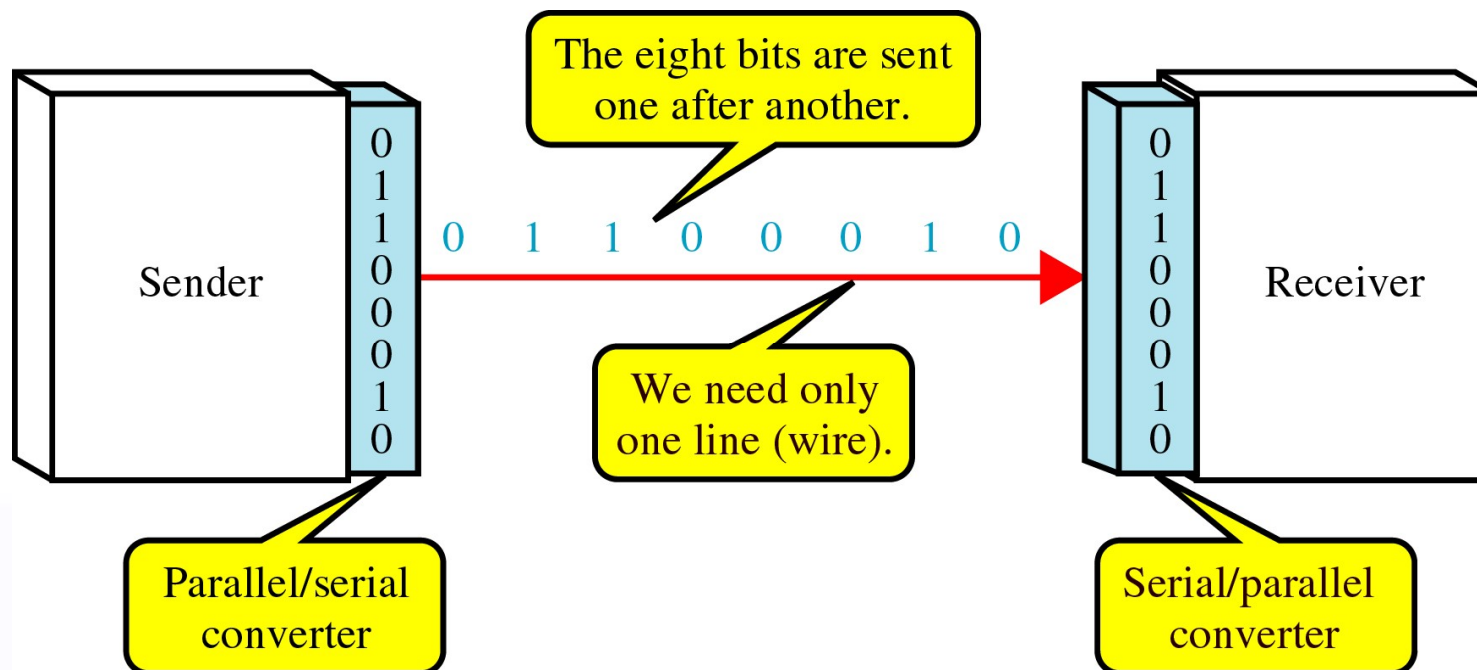 The eight bits are sent
one after another.
0
1
1
0
0
0
1
0
0 1 1 0 0 0 1 0
0
1
1
0
0
0
1
0
Sender
Receiver
We need only
one line (wire).
Parallel/serial
converter
Serial/parallel
converter